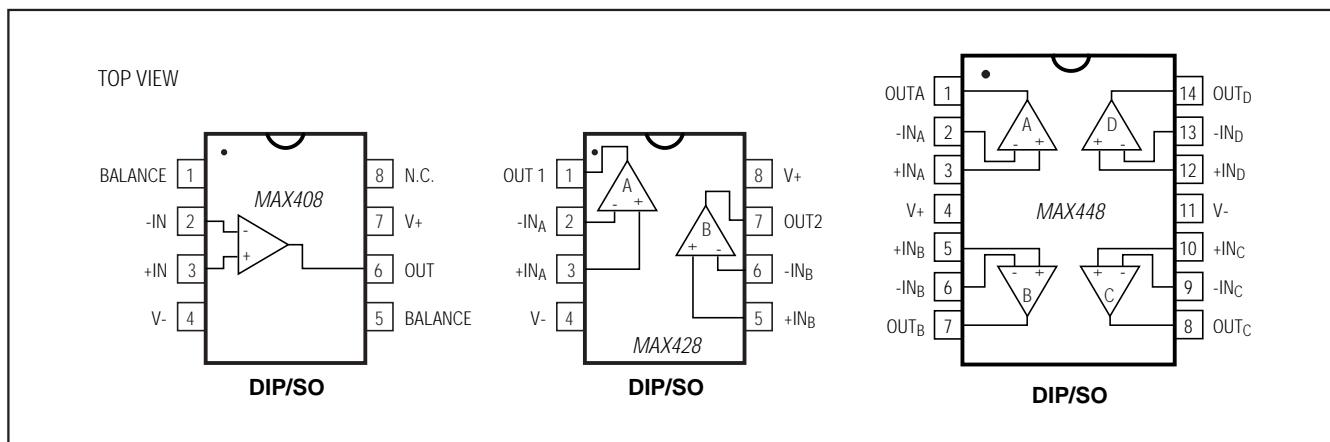 TOP VIEW
BALANCE 1
-IN 2
+IN 3
V- 4
8 N.C.
7 V+
6 OUT
5 BALANCE
MAX408
- 
+
DIP/SO
OUT 1 1
-INA 2
+INA 3
V- 4
8 V+
7 OUT2
6 -INB
5 +INB
A
- +
B
+ -
MAX428
DIP/SO
OUTA 1
-INA 2
+INA 3
V+ 4
+INB 5
-INB 6
OUTB 7
14 OUTD
13 -IND
12 +IND
11 V-
10 +INC
9 -INC
8 OUTC
A
- +
D
+ -
MAX448
- +
B
+ -
C
DIP/SO